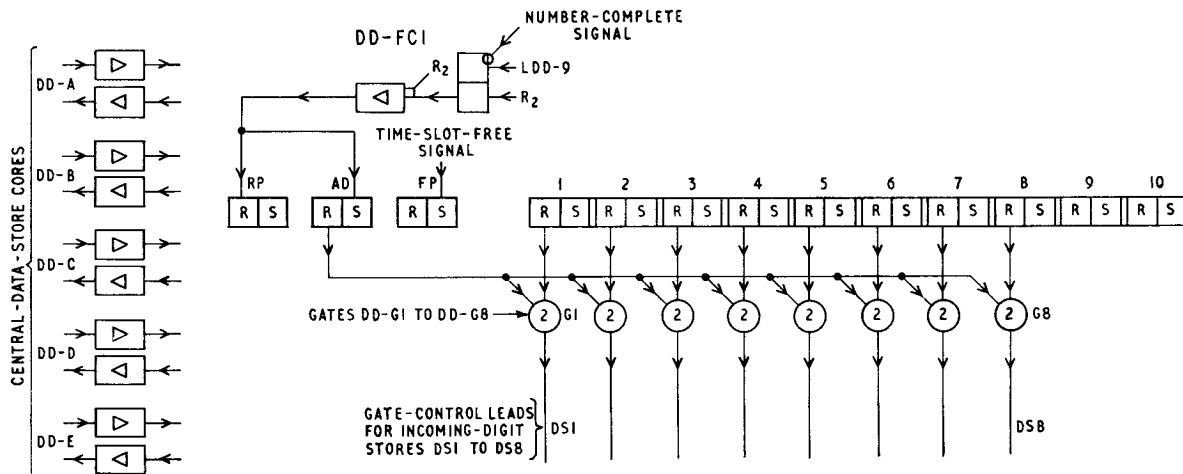 NUMBER-COMPLETE
SIGNAL
DD-FC1
R2
LDD-9
R2
TIME-SLOT-FREE
SIGNAL
CENTRAL-DATA-STORE CORES
DD-A
DD-B
DD-C
DD-D
DD-E
RP AD FP 1 2 3 4 5 6 7 8 9 10
R S R S R S R S R S R S R S R S R S R S R S R S R S
GATES DD-G1 TO DD-G8 2 G1 2 2 2 2 2 2 2 G8
GATE-CONTROL LEADS
FOR INCOMING-DIGIT
STORES DS1 TO DS8
DS1
DS8